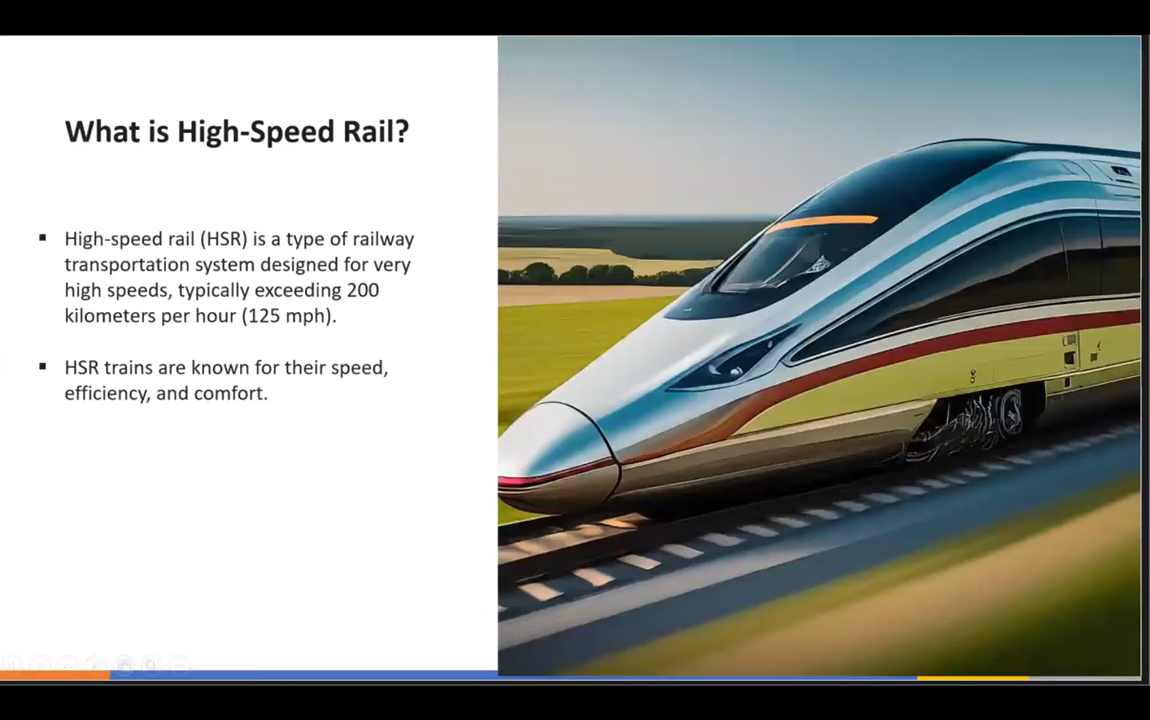 What is High-Speed Rail?
▪ High-speed rail (HSR) is a type of railway
transportation system designed for very
high speeds, typically exceeding 200
kilometers per hour (125 mph).
▪ HSR trains are known for their speed,
efficiency, and comfort.